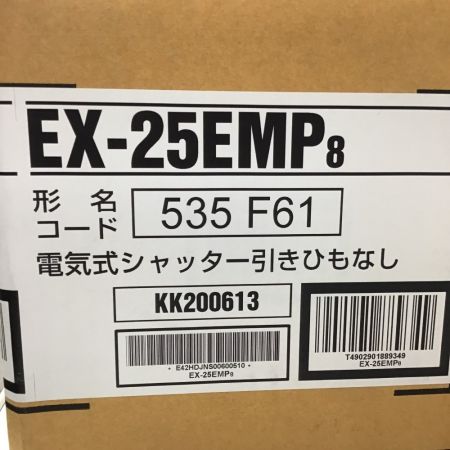 EX-25EMP8
形 名
コード 535 F61
電気式シャッター引きひもなし
KK200613
• E42HDJNS00600510 •
EX-25EMP8
T4902901889349
EX-25EMP8